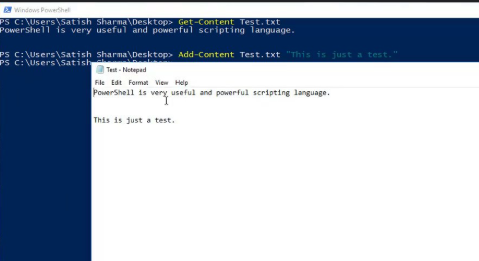 Windows PowerShell
PS C:\Users\Satish Sharma\Desktop> Get-Content Test.txt
PowerShell is very useful and powerful scripting language.
PS C:\Users\Satish Sharma\Desktop> Add-Content Test.txt "This is just a test."
PS C:\Users\Satish
Test - Notepad
File Edit Format View Help
PowerShell is very useful and powerful scripting language.
This is just a test.